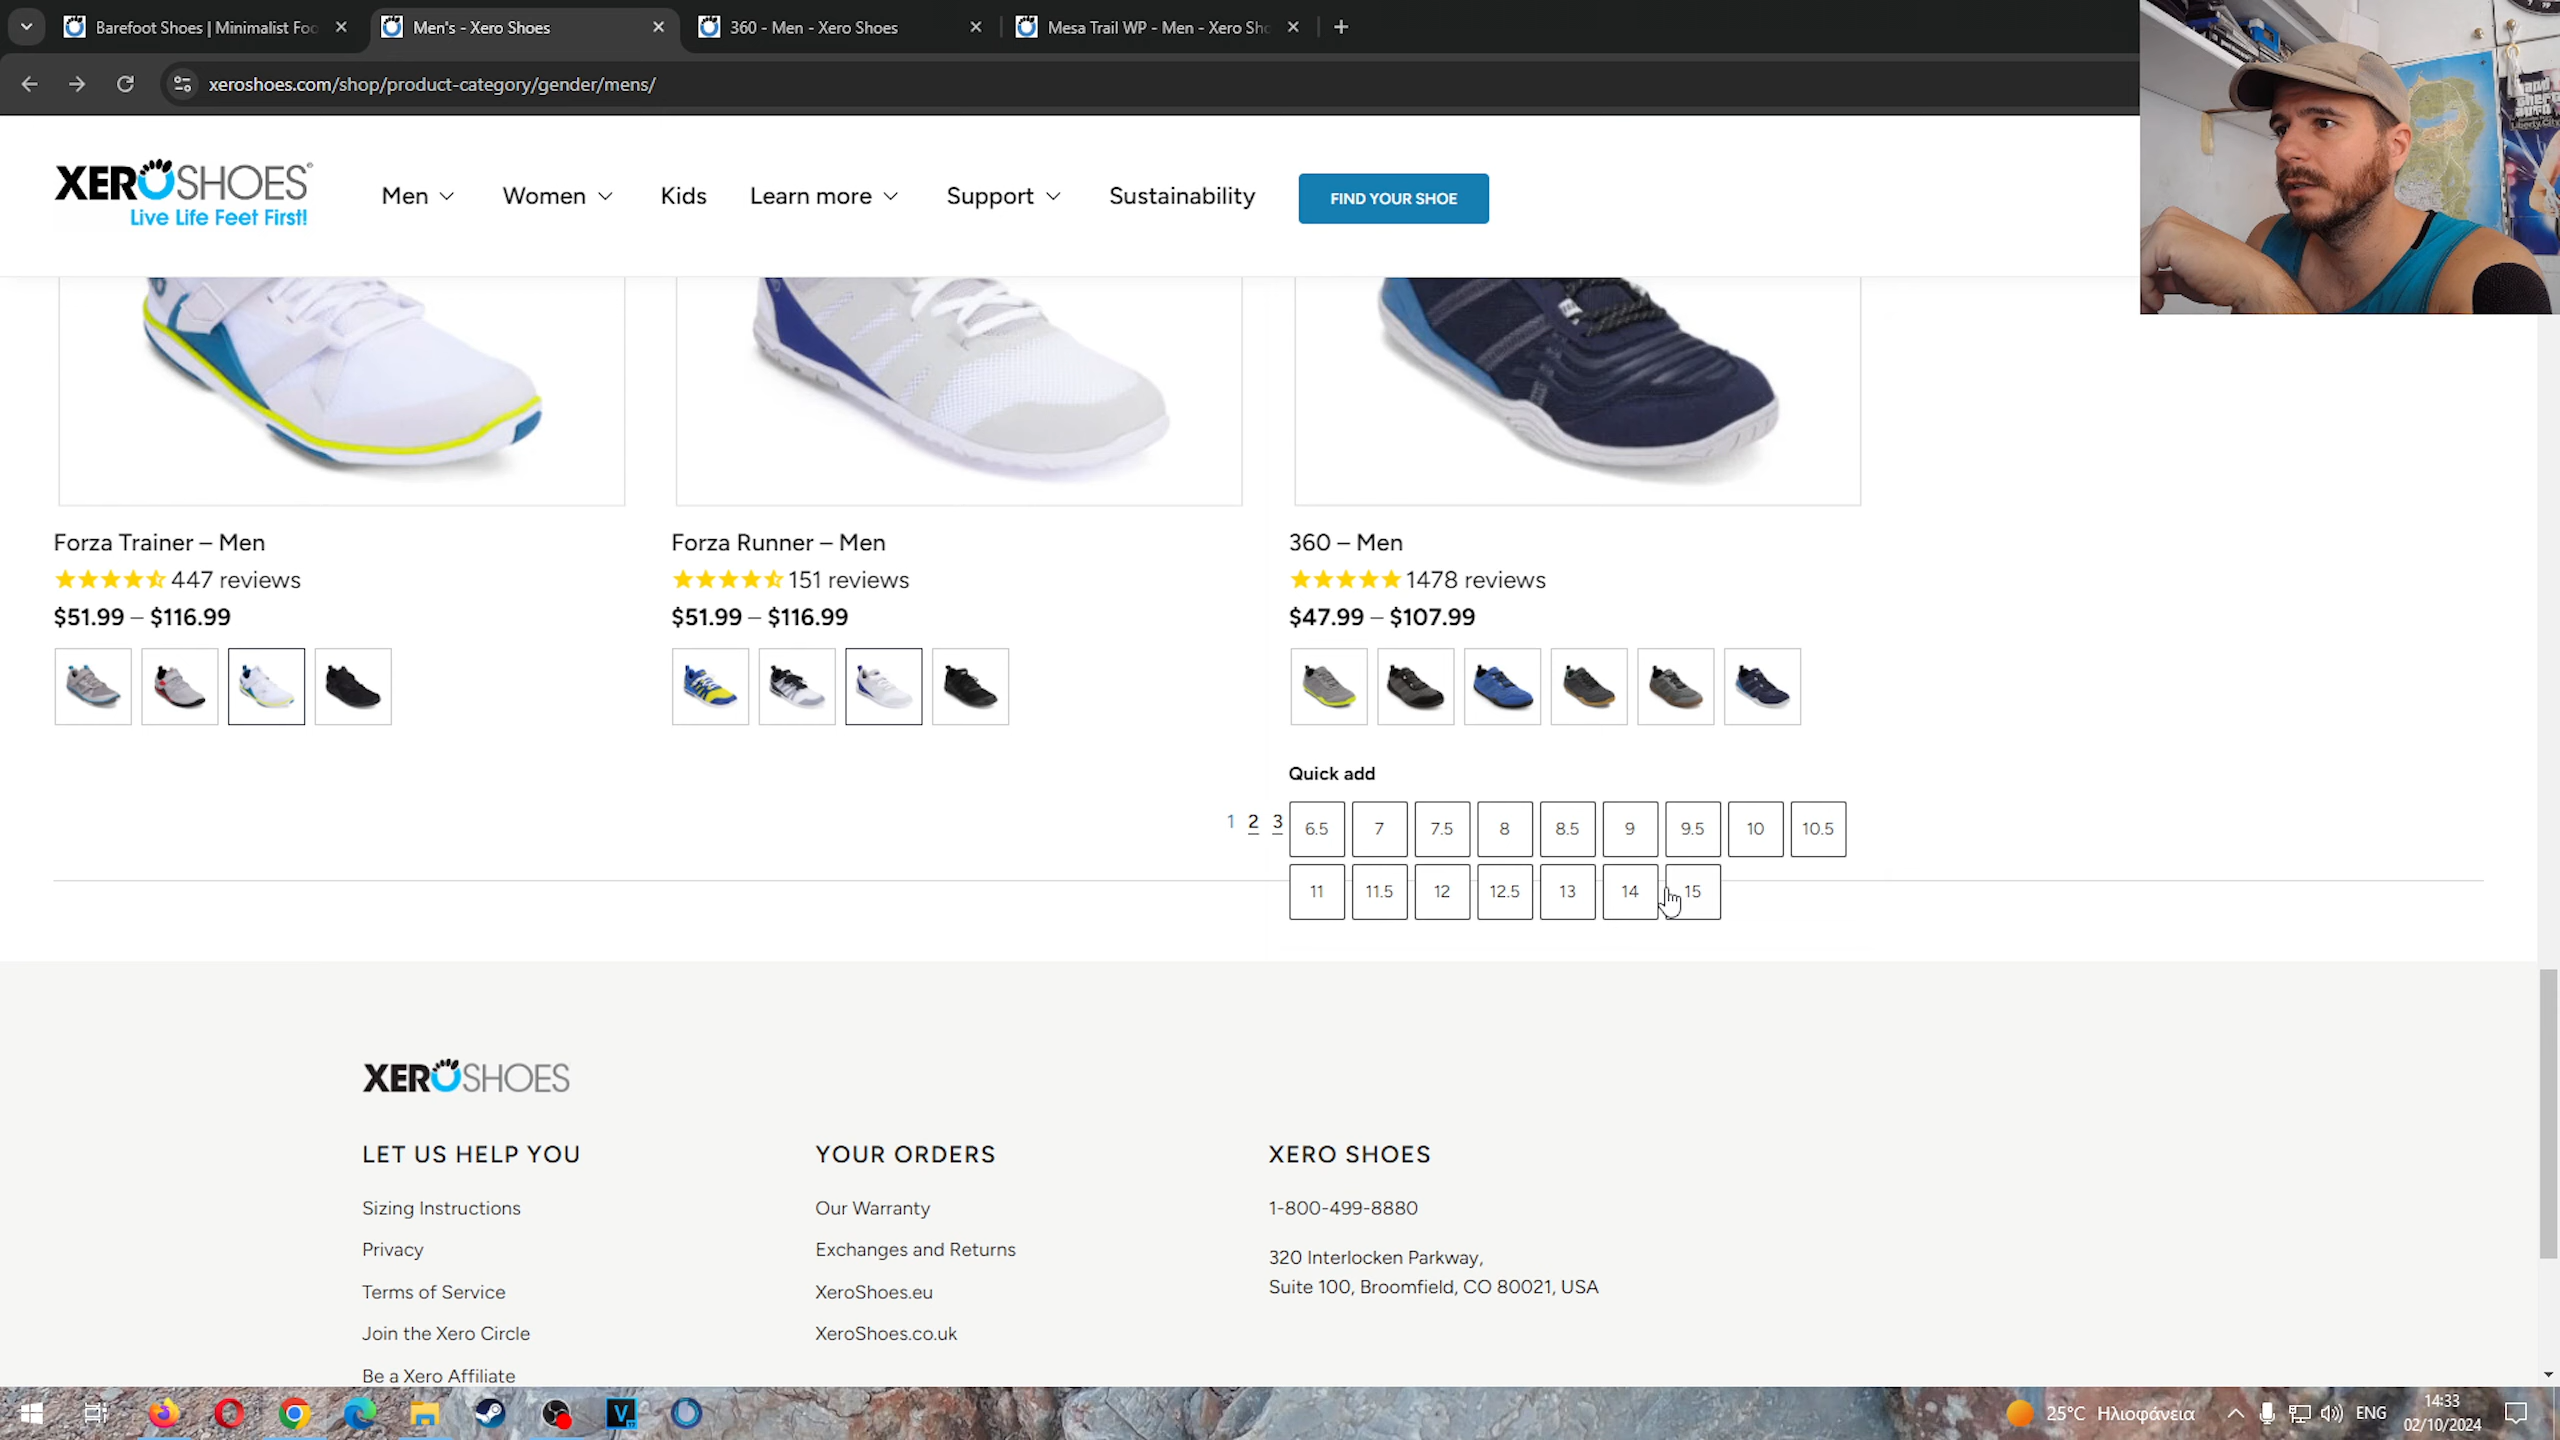 Barefoot Shoes | Minimalist Foo
Men's - Xero Shoes
360 - Men - Xero Shoes
Mesa Trail WP - Men - Xero Sho
xeroshoes.com/shop/product-category/gender/mens/
XEROSHOES®
Live Life Feet First!
Men
Women
Kids
Learn more
Support
Sustainability
FIND YOUR SHOE
Forza Trainer – Men
447 reviews
$51.99 – $116.99
Forza Runner – Men
151 reviews
$51.99 – $116.99
360 – Men
1478 reviews
$47.99 – $107.99
Quick add
1 2 3
6.5 7 7.5 8 8.5 9 9.5 10 10.5
11 11.5 12 12.5 13 14 15
XEROSHOES
LET US HELP YOU
Sizing Instructions
Privacy
Terms of Service
Join the Xero Circle
Be a Xero Affiliate
YOUR ORDERS
Our Warranty
Exchanges and Returns
XeroShoes.eu
XeroShoes.co.uk
XERO SHOES
1-800-499-8880
320 Interlocken Parkway,
Suite 100, Broomfield, CO 80021, USA
25°C Ηλιοφάνεια
ENG
14:33
02/10/2024